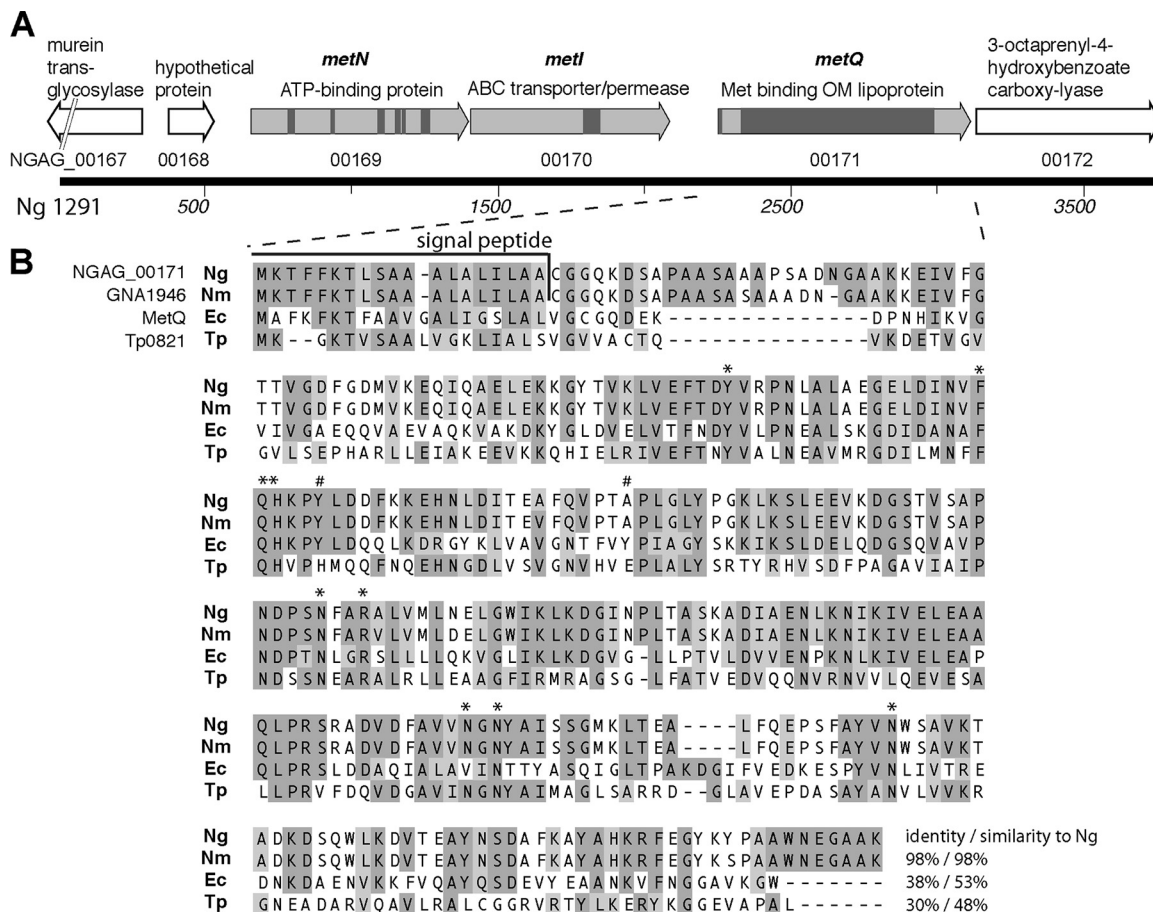 A
murein trans-glycosylase
hypothetical protein
metN
ATP-binding protein
metI
ABC transporter/permease
metQ
Met binding OM lipoprotein
3-octaprenyl-4-hydroxybenzoate carboxy-lyase
NGAG_00167 00168 00169 00170 00171 00172
Ng 1291 500 1500 2500 3500
B
signal peptide
NGAG_00171 Ng MKTFFKTLSAA-ALALILAACGGQKDSAPAASAAAPSADNGAAKKEIVFG
GNA1946 Nm MKTFFKTLSAA-ALALILAACGGQKDSAPAASASAAADN-GAAKKEIVFG
MetQ Ec MAFKFKTFAAVGALIGSLALVGCGQDEK--------------DPNHIKVG
Tp0821 Tp MK--GKTVSAALVGKLIALSVGVVACTQ--------------VKDETVGV
* *
Ng TTVGDFGDMVKEQIQAELEKKGYTVKLVEFTDYVRPNLALAEGELDINVF
Nm TTVGDFGDMVKEQIQAELEKKGYTVKLVEFTDYVRPNLALAEGELDINVF
Ec VIVGAEQQVAEVAQKVAKDKYGLDVELVTFNDYVLPNEALSKGDIDANAF
Tp GVLSEPHARLLEIAKEEVKKQHIELRIVEFTNYVALNEAVMRGDILMNFF
** # #
Ng QHKPYLDDFKKEHNLDITEAFQVPTAPLGLYPGKLKSLEEVKDGSTVSAP
Nm QHKPYLDDFKKEHNLDITEVFQVPTAPLGLYPGKLKSLEEVKDGSTVSAP
Ec QHKPYLDQQLKDRGYKLVAVGNTFVYPIAGYSKKIKSLDELQDGSQVAVP
Tp QHVPHMQQFNQEHNGDLVSVGNVHVEPLALYSRTYRHVSDFPAGAVIAIP
* *
Ng NDPSNFARALVMLNELGWIKLKDGINPLTASKADIAENLKNIKIVELEAA
Nm NDPSNFARVLVMLDELGWIKLKDGINPLTASKADIAENLKNIKIVELEAA
Ec NDPTNLGRSLLLLQKVGLIKLKDGVG-LLPTVLDVVENPKNLKIVELEAP
Tp NDSSNEARALRLLEAAGFIRMRAGSG-LFATVEDVQQNVRNVVLQEVESA
* * *
Ng QLPRSRADVDFAVVNGNYAISSGMKLTEA----LFQEPSFAYVNWSAVKT
Nm QLPRSRADVDFAVVNGNYAISSGMKLTEA----LFQEPSFAYVNWSAVKT
Ec QLPRSLDDAQIALAVINTTYASQIGLTPAKDGIFVEDKESPYVNLIVTRE
Tp LLPRVFDQVDGAVINGNYAIMAGLSARRD--GLAVEPDASAYANVLVVKR
Ng ADKDSQWLKDVTEAYNSDAFKAYAHKRFEGYKYPAAWNEGAAK identity / similarity to Ng
Nm ADKDSQWLKDVTEAYNSDAFKAYAHKRFEGYKSPAAWNEGAAK 98% / 98%
Ec DNKDAENVKKFVQAYQSDEVYEAANKVFNGGAVKGW------- 38% / 53%
Tp GNEADARVQAVLRALCGGRVRTYLKERYKGGEVAPAL------ 30% / 48%